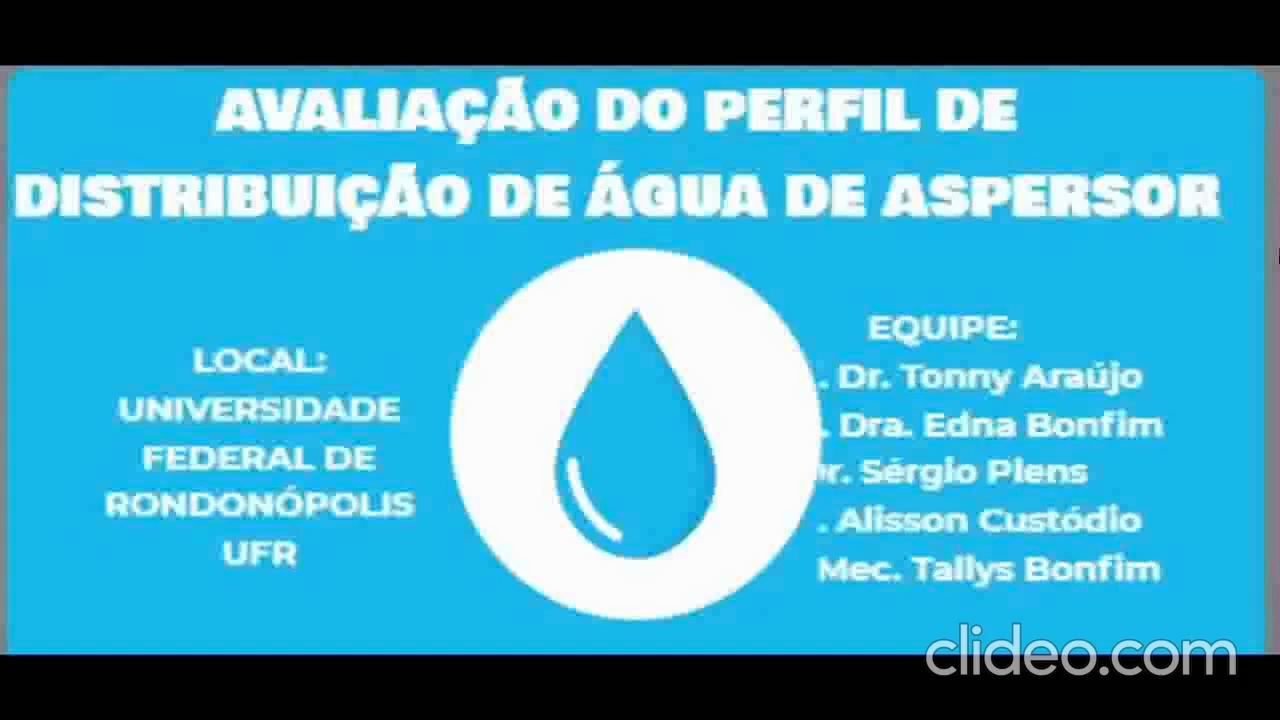 AVALIAÇÃO DO PERFIL DE
DISTRIBUIÇÃO DE ÁGUA DE ASPERSOR
LOCAL:
UNIVERSIDADE
FEDERAL DE
RONDONÓPOLIS
UFR
EQUIPE:
. Dr. Tonny Araújo
. Dra. Edna Bonfim
r. Sérgio Plens
. Alisson Custódio
Mec. Tallys Bonfim
clideo.com